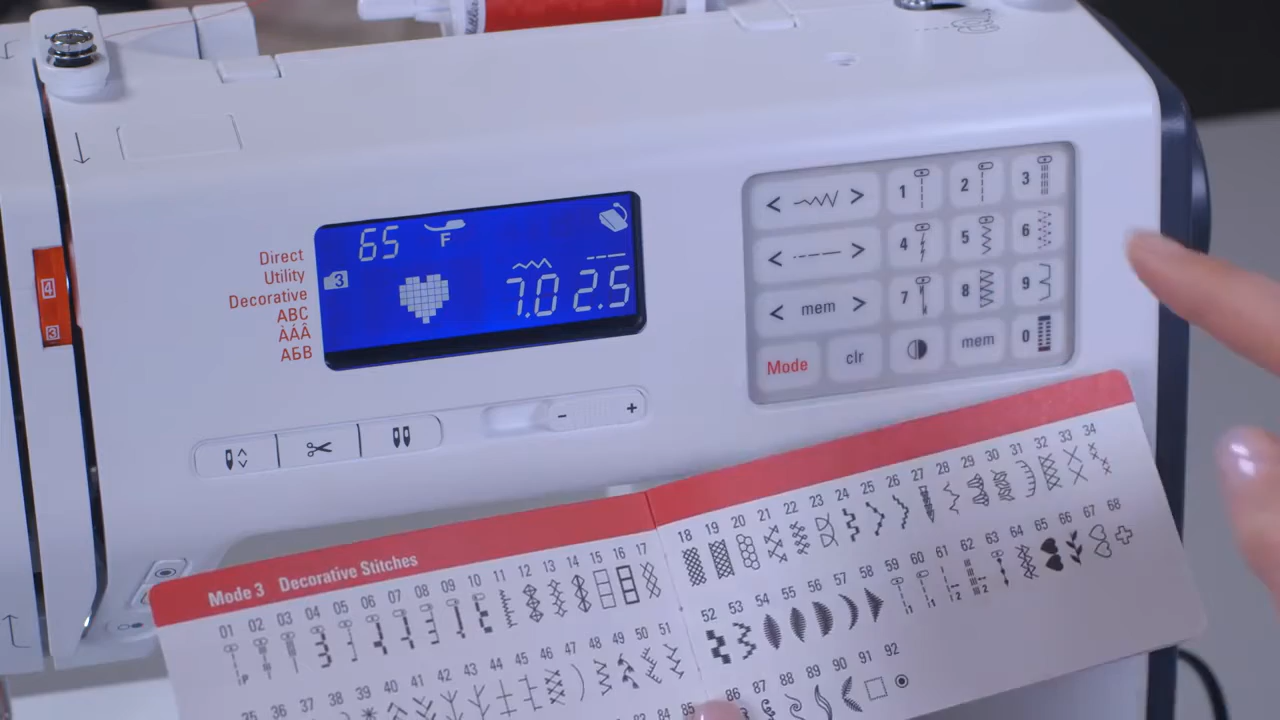 65 F
3
7.0 2.5
Direct
Utility
Decorative
ABC
ÀÄÂ
АБВ
4
3
1 2 3
4 5 6
7 8 9
mem
Mode clr mem 0
- +
Mode 3 Decorative Stitches
01 02 03 04 05 06 07 08 09 10 11 12 13 14 15 16 17
18 19 20 21 22 23 24 25 26 27 28 29 30 31 32 33 34
35 36 37 38 39 40 41 42 43 44 45 46 47 48 49 50 51
52 53 54 55 56 57 58 59 60 61 62 63 64 65 66 67 68
84 85
86 87 88 89 90 91 92